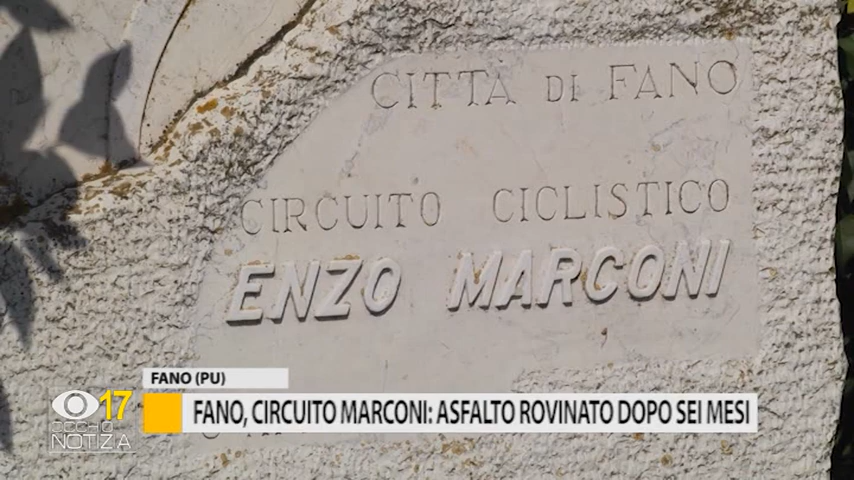 CITTÀ DI FANO
CIRCUITO CICLISTICO
ENZO MARCONI
FANO (PU)
FANO, CIRCUITO MARCONI: ASFALTO ROVINATO DOPO SEI MESI
17
OCCHIO
NOTIZIA